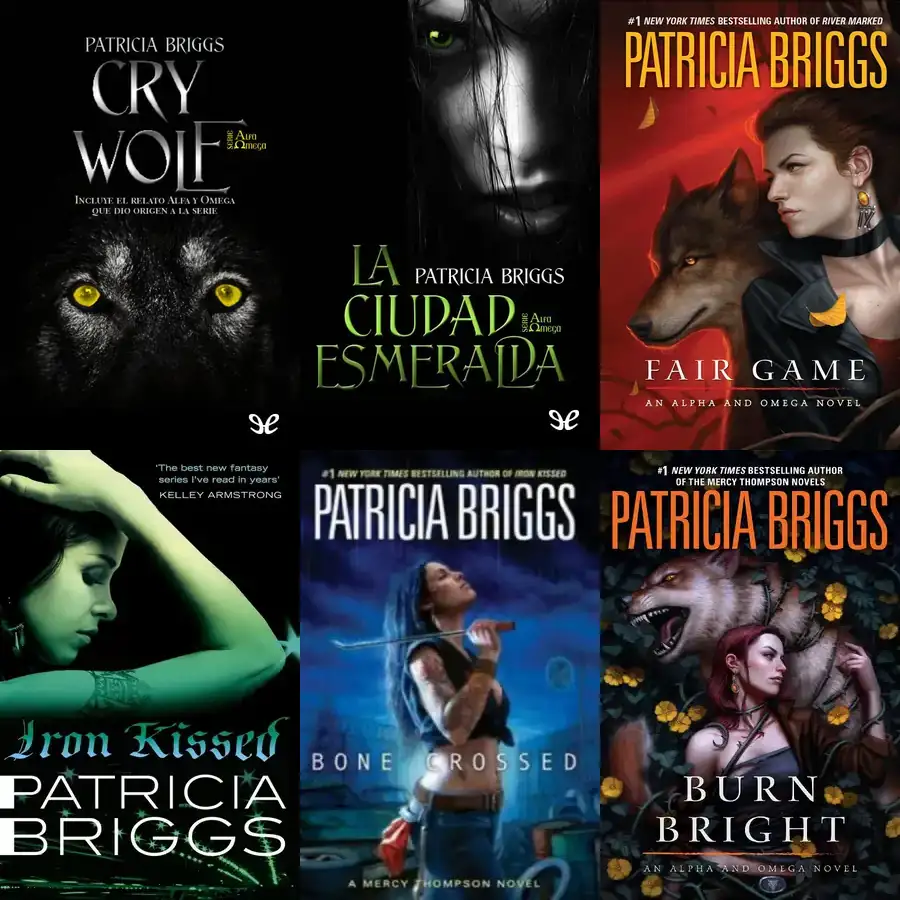 PATRICIA BRIGGS
CRY
WOLF
SERIE ALFA
OMEGA
INCLUYE EL RELATO ALFA Y OMEGA
QUE DIO ORIGEN A LA SERIE
PATRICIA BRIGGS
LA
CIUDAD
ESMERALDA
SERIE ALFA
OMEGA
#1 NEW YORK TIMES BESTSELLING AUTHOR OF RIVER MARKED
PATRICIA BRIGGS
FAIR GAME
AN ALPHA AND OMEGA NOVEL
'The best new fantasy
series I've read in years'
KELLEY ARMSTRONG
Iron Kissed
PATRICIA
BRIGGS
#1 NEW YORK TIMES BESTSELLING AUTHOR OF IRON KISSED
PATRICIA BRIGGS
BONE CROSSED
A MERCY THOMPSON NOVEL
#1 NEW YORK TIMES BESTSELLING AUTHOR
OF THE MERCY THOMPSON NOVELS
PATRICIA BRIGGS
BURN
BRIGHT
AN ALPHA AND OMEGA NOVEL